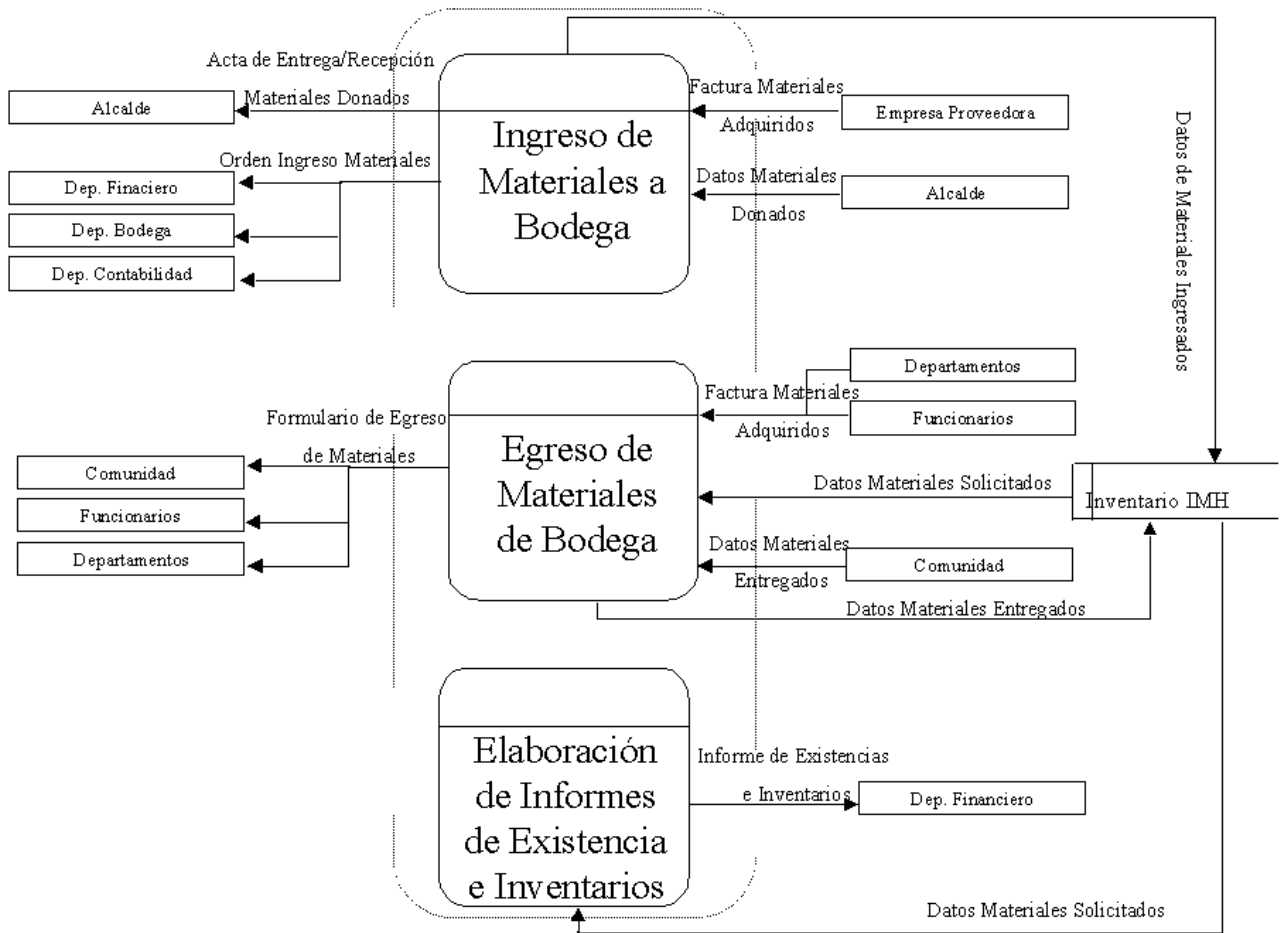 Acta de Entrega/Recepción
Materiales Donados
Alcalde
Orden Ingreso Materiales
Dep. Finaciero
Dep. Bodega
Dep. Contabilidad
Ingreso de
Materiales a
Bodega
Factura Materiales
Adquiridos
Empresa Proveedora
Datos Materiales
Donados
Alcalde
Datos de Materiales Ingresados
Formulario de Egreso
de Materiales
Comunidad
Funcionarios
Departamentos
Egreso de
Materiales
de Bodega
Departamentos
Factura Materiales
Adquiridos
Funcionarios
Datos Materiales Solicitados
Inventario IMH
Datos Materiales
Entregados
Comunidad
Datos Materiales Entregados
Elaboración
de Informes
de Existencia
e Inventarios
Informe de Existencias
e Inventarios
Dep. Financiero
Datos Materiales Solicitados